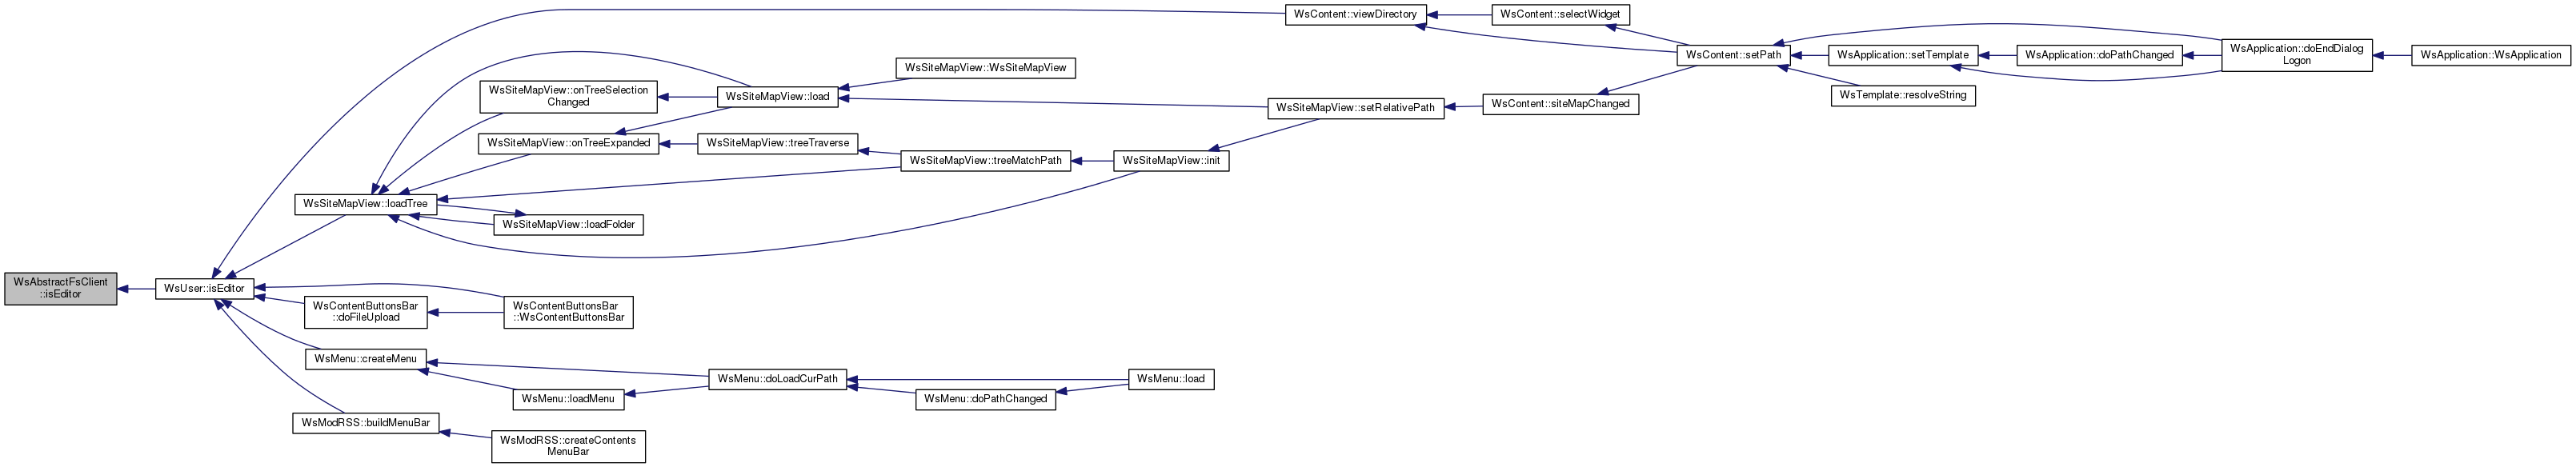 WsContent::viewDirectory
WsContent::selectWidget
WsContent::setPath
WsApplication::setTemplate
WsApplication::doPathChanged
WsApplication::doEndDialog
Logon
WsApplication::WsApplication
WsSiteMapView::WsSiteMapView
WsSiteMapView::onTreeSelection
Changed
WsSiteMapView::load
WsSiteMapView::setRelativePath
WsContent::siteMapChanged
WsTemplate::resolveString
WsSiteMapView::onTreeExpanded
WsSiteMapView::treeTraverse
WsSiteMapView::treeMatchPath
WsSiteMapView::init
WsSiteMapView::loadTree
WsSiteMapView::loadFolder
WsAbstractFsClient
::isEditor
WsUser::isEditor
WsContentButtonsBar
::doFileUpload
WsContentButtonsBar
::WsContentButtonsBar
WsMenu::createMenu
WsMenu::doLoadCurPath
WsMenu::load
WsMenu::loadMenu
WsMenu::doPathChanged
WsModRSS::buildMenuBar
WsModRSS::createContents
MenuBar